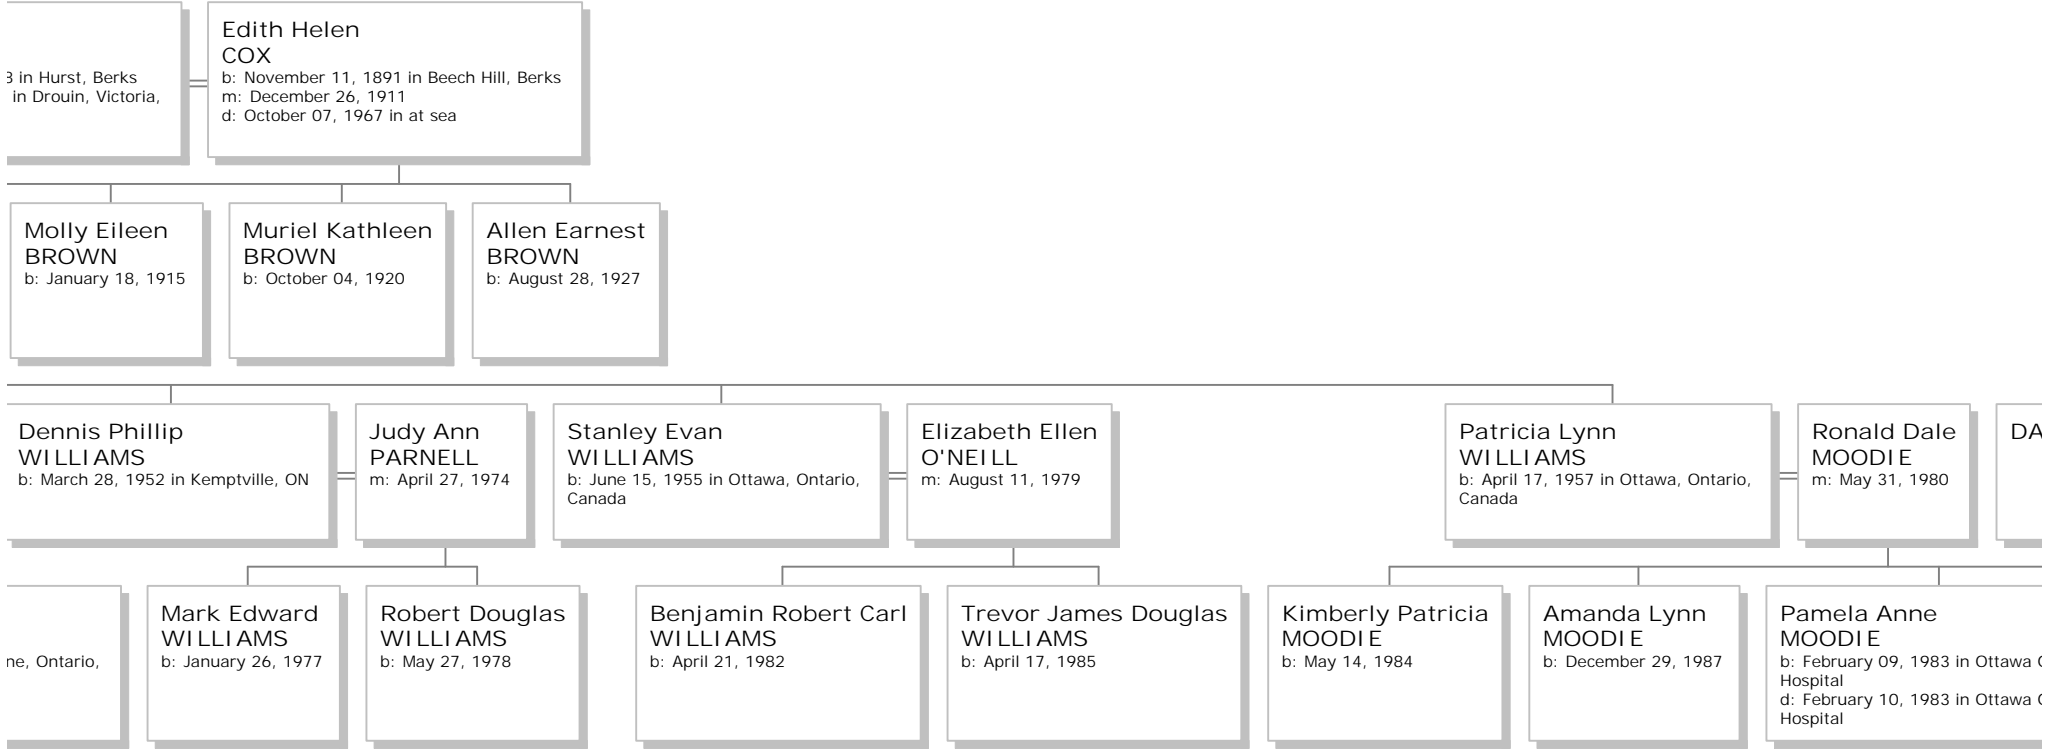 in Hurst, Berks
in Drouin, Victoria,
Edith Helen
COX
b: November 11, 1891 in Beech Hill, Berks
m: December 26, 1911
d: October 07, 1967 in at sea
Molly Eileen
BROWN
b: January 18, 1915
Muriel Kathleen
BROWN
b: October 04, 1920
Allen Earnest
BROWN
b: August 28, 1927
Dennis Phillip
WILLIAMS
b: March 28, 1952 in Kemptville, ON
Judy Ann
PARNELL
m: April 27, 1974
Stanley Evan
WILLIAMS
b: June 15, 1955 in Ottawa, Ontario,
Canada
Elizabeth Ellen
O'NEILL
m: August 11, 1979
Patricia Lynn
WILLIAMS
b: April 17, 1957 in Ottawa, Ontario,
Canada
Ronald Dale
MOODIE
m: May 31, 1980
DA
ne, Ontario,
Mark Edward
WILLIAMS
b: January 26, 1977
Robert Douglas
WILLIAMS
b: May 27, 1978
Benjamin Robert Carl
WILLIAMS
b: April 21, 1982
Trevor James Douglas
WILLIAMS
b: April 17, 1985
Kimberly Patricia
MOODIE
b: May 14, 1984
Amanda Lynn
MOODIE
b: December 29, 1987
Pamela Anne
MOODIE
b: February 09, 1983 in Ottawa
Hospital
d: February 10, 1983 in Ottawa
Hospital